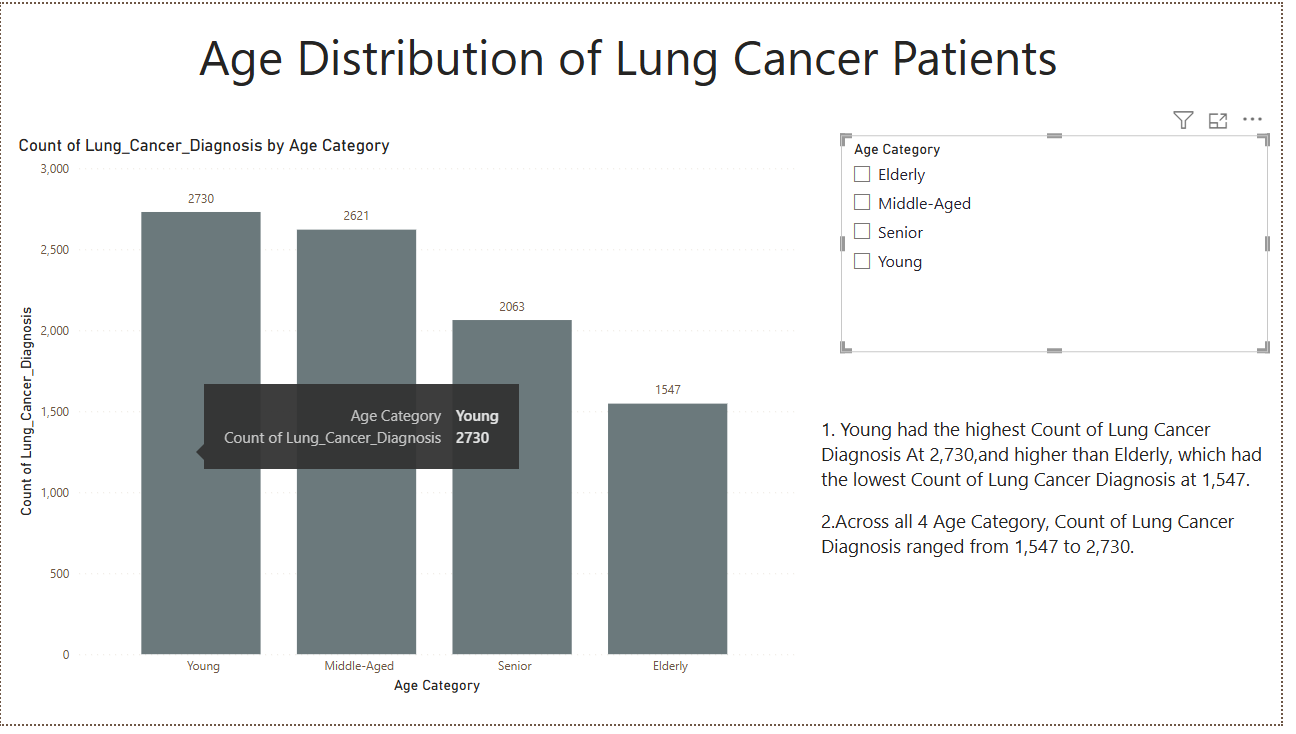 Age Distribution of Lung Cancer Patients
Count of Lung_Cancer_Diagnosis by Age Category
3,000
2,500
2,000
1,500
1,000
500
0
Count of Lung_Cancer_Diagnosis
2730
2621
2063
1547
Age Category Young
Count of Lung_Cancer_Diagnosis 2730
Young Middle-Aged Senior Elderly
Age Category
Age Category
Elderly
Middle-Aged
Senior
Young
1. Young had the highest Count of Lung Cancer
Diagnosis At 2,730,and higher than Elderly, which had
the lowest Count of Lung Cancer Diagnosis at 1,547.
2.Across all 4 Age Category, Count of Lung Cancer
Diagnosis ranged from 1,547 to 2,730.